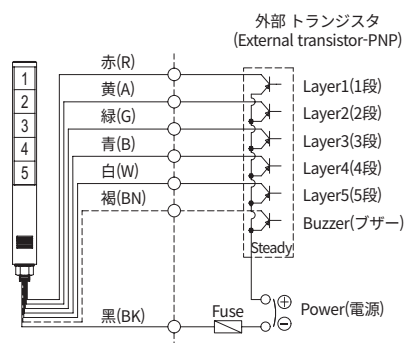 外部 トランジスタ
(External transistor-PNP)
赤(R)
黄(A)
緑(G)
青(B)
白(W)
褐(BN)
黒(BK)
1
2
3
4
5
Layer1(1段)
Layer2(2段)
Layer3(3段)
Layer4(4段)
Layer5(5段)
Buzzer(ブザー)
Steady
Fuse
+
−
Power(電源)